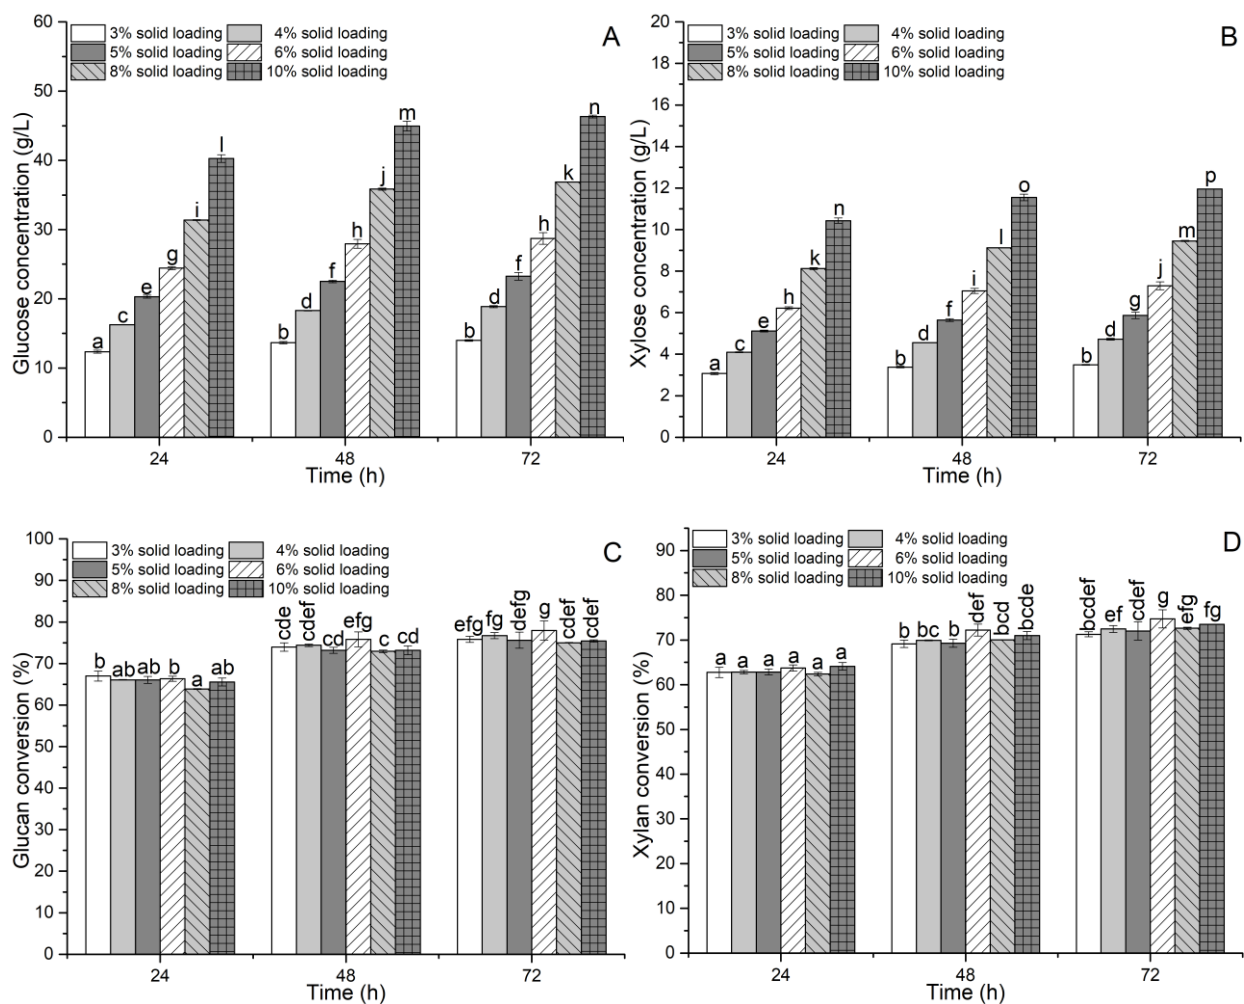 A
3% solid loading 4% solid loading
5% solid loading 6% solid loading
8% solid loading 10% solid loading
Glucose concentration (g/L)
60
50
40
30
20
10
0
a c e g i l
b d f h j m
b d f h k n
24 48 72
Time (h)
B
3% solid loading 4% solid loading
5% solid loading 6% solid loading
8% solid loading 10% solid loading
Xylose concentration (g/L)
20
18
16
14
12
10
8
6
4
2
0
a c e h k n
b d f i l o
b d g j m p
24 48 72
Time (h)
C
3% solid loading 4% solid loading
5% solid loading 6% solid loading
8% solid loading 10% solid loading
Glucan conversion (%)
100
90
80
70
60
50
40
30
20
10
0
b ab ab b a ab
cde cdef cd efg c cd
efg fg defg g cdef cdef
24 48 72
Time (h)
D
3% solid loading 4% solid loading
5% solid loading 6% solid loading
8% solid loading 10% solid loading
Xylan conversion (%)
90
80
70
60
50
40
30
20
10
0
a a a a a a
b bc b def bcd bcde
bcdef ef cdef g efg fg
24 48 72
Time (h)